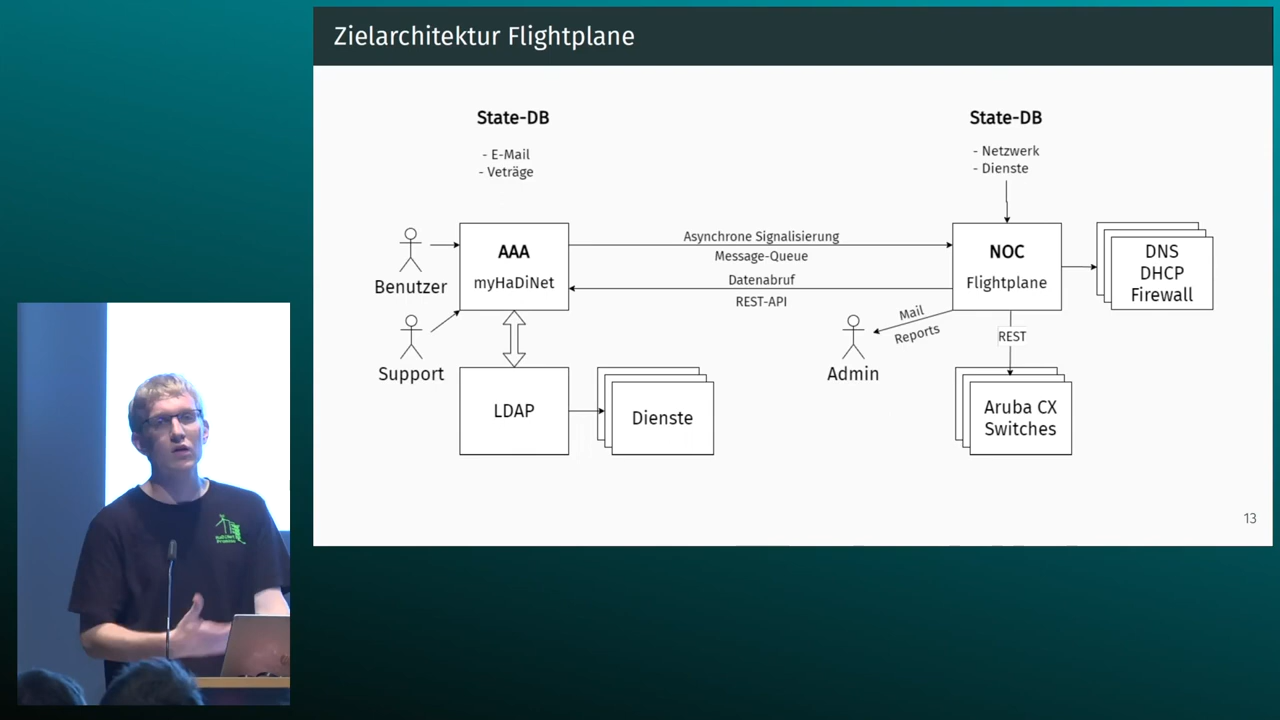 Zielarchitektur Flightplane
State-DB
- E-Mail
- Veträge
State-DB
- Netzwerk
- Dienste
Benutzer
Support
AAA
myHaDiNet
Asynchrone Signalisierung
Message-Queue
Datenabruf
REST-API
NOC
Flightplane
DNS
DHCP
Firewall
Mail
Reports
Admin
REST
LDAP
Dienste
Aruba CX
Switches
13